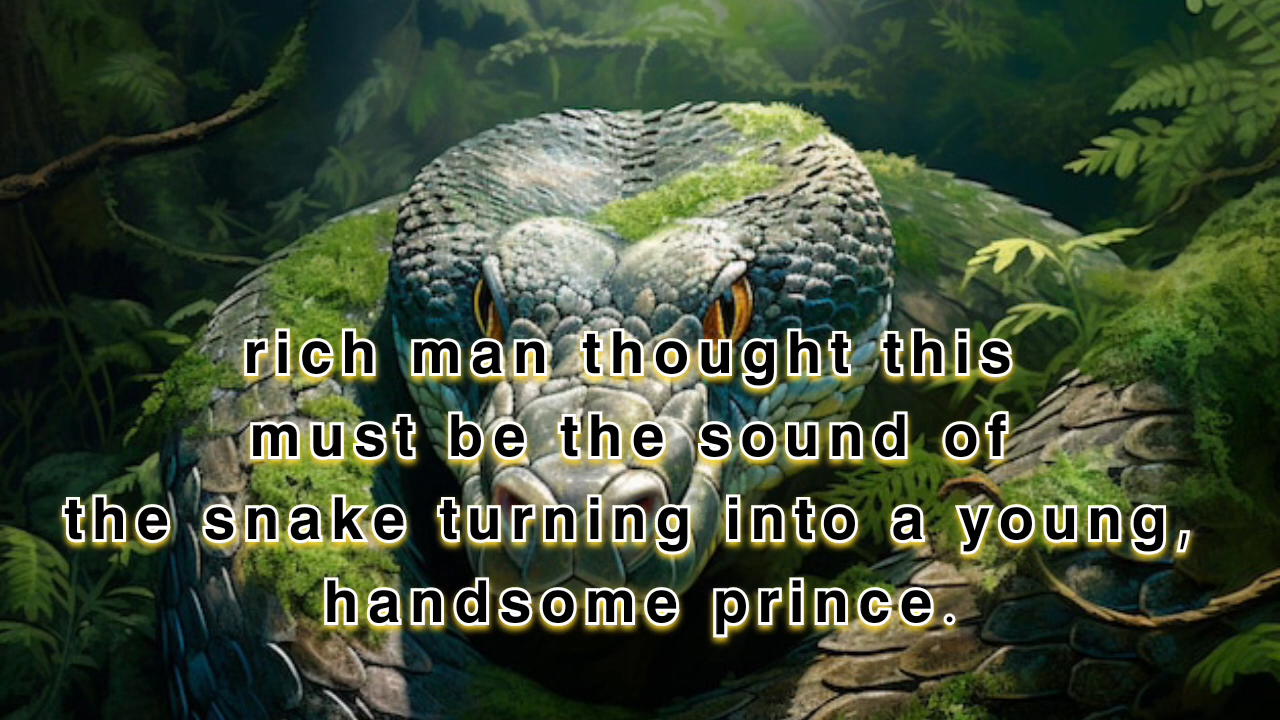 rich man thought this
must be the sound of
the snake turning into a young,
handsome prince.